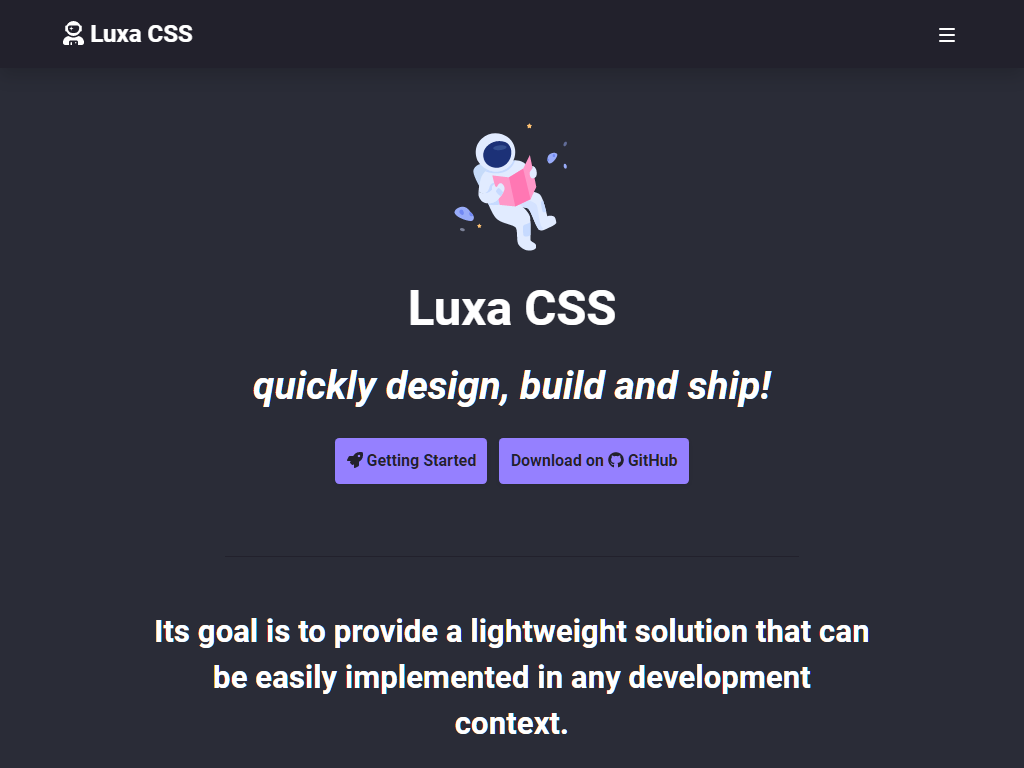 Luxa CSS
Luxa CSS
quickly design, build and ship!
Getting Started
Download on GitHub
Its goal is to provide a lightweight solution that can
be easily implemented in any development
context.